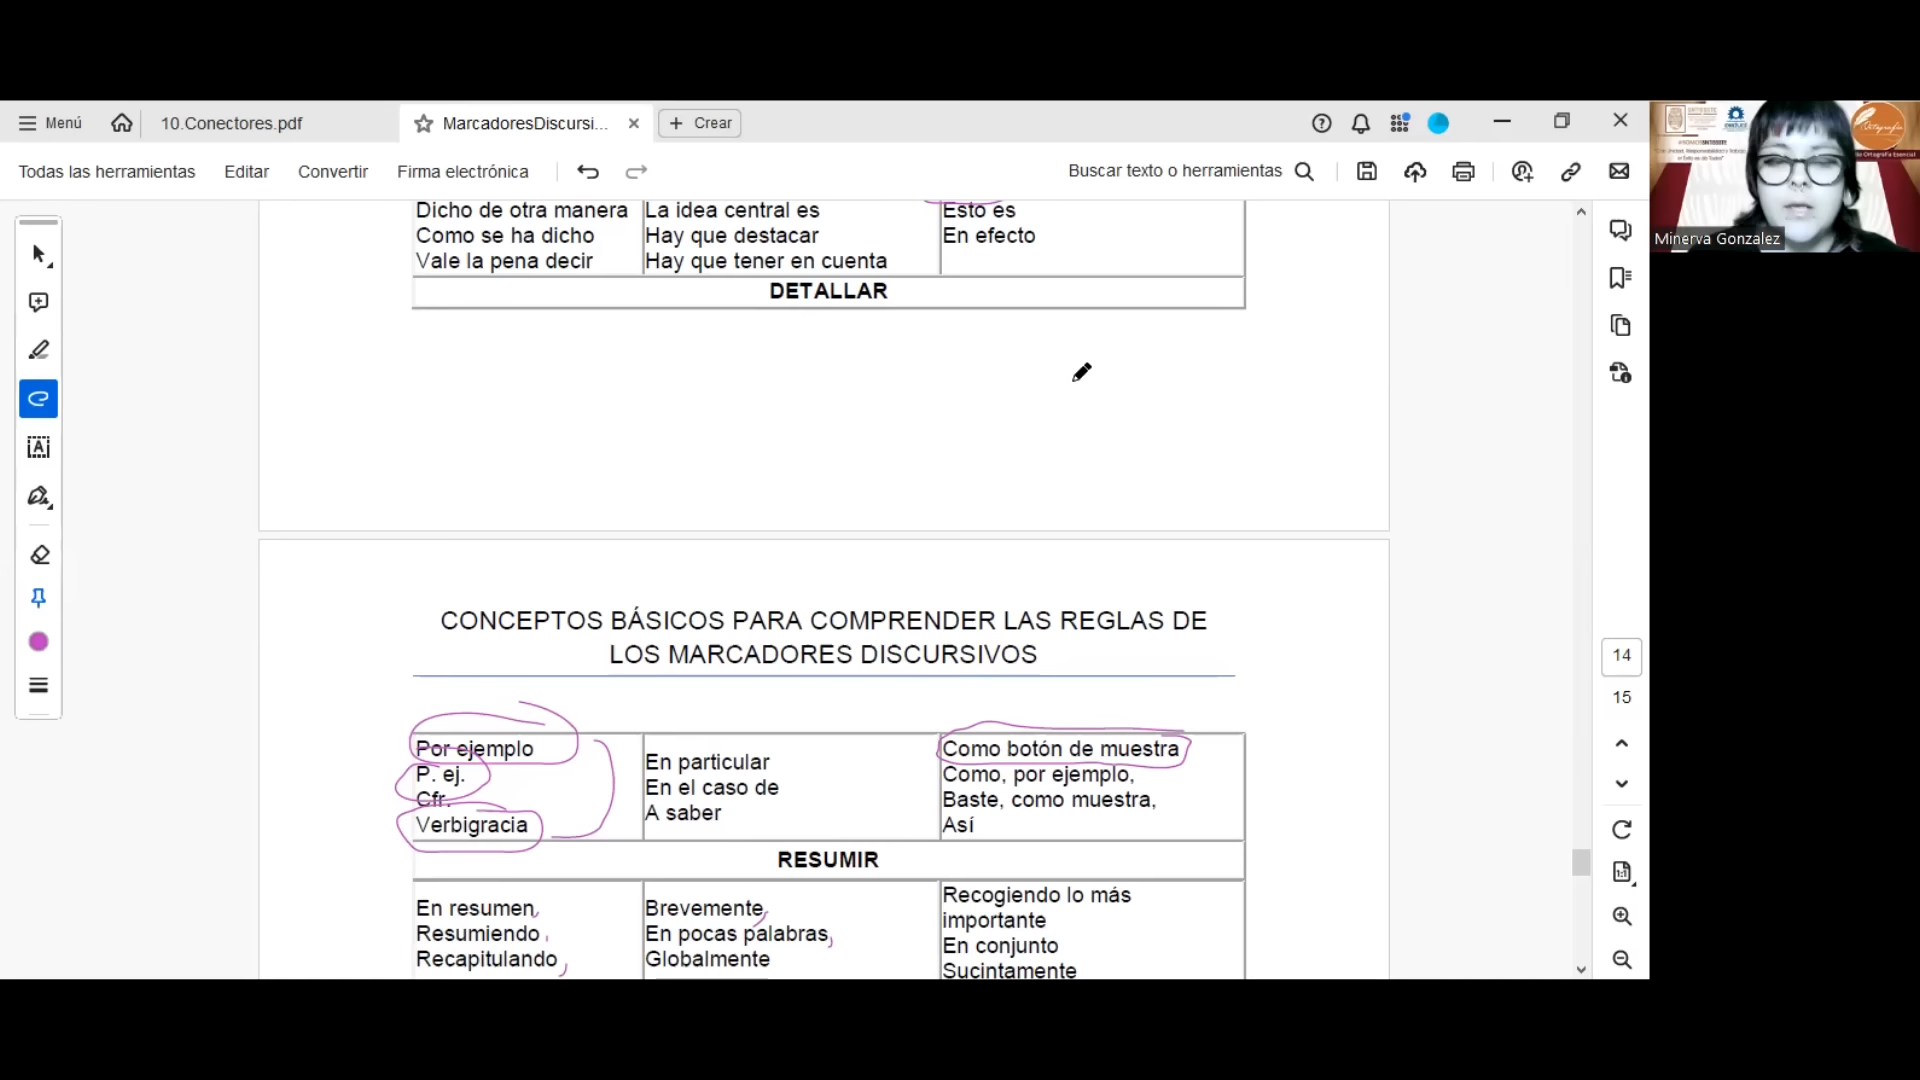 Menú
10.Conectores.pdf
MarcadoresDiscursi...
Crear
Todas las herramientas
Editar
Convertir
Firma electrónica
Buscar texto o herramientas
Dicho de otra manera
Como se ha dicho
Vale la pena decir
La idea central es
Hay que destacar
Hay que tener en cuenta
Esto es
En efecto
DETALLAR
CONCEPTOS BÁSICOS PARA COMPRENDER LAS REGLAS DE
LOS MARCADORES DISCURSIVOS
Por ejemplo
P. ej.
Cfr.
Verbigracia
En particular
En el caso de
A saber
Como botón de muestra
Como, por ejemplo,
Baste, como muestra,
Así
RESUMIR
En resumen,
Resumiendo,
Recapitulando,
Brevemente,
En pocas palabras,
Globalmente
Recogiendo lo más
importante
En conjunto
Sucintamente
14
15
Minerva Gonzalez
Ortografía